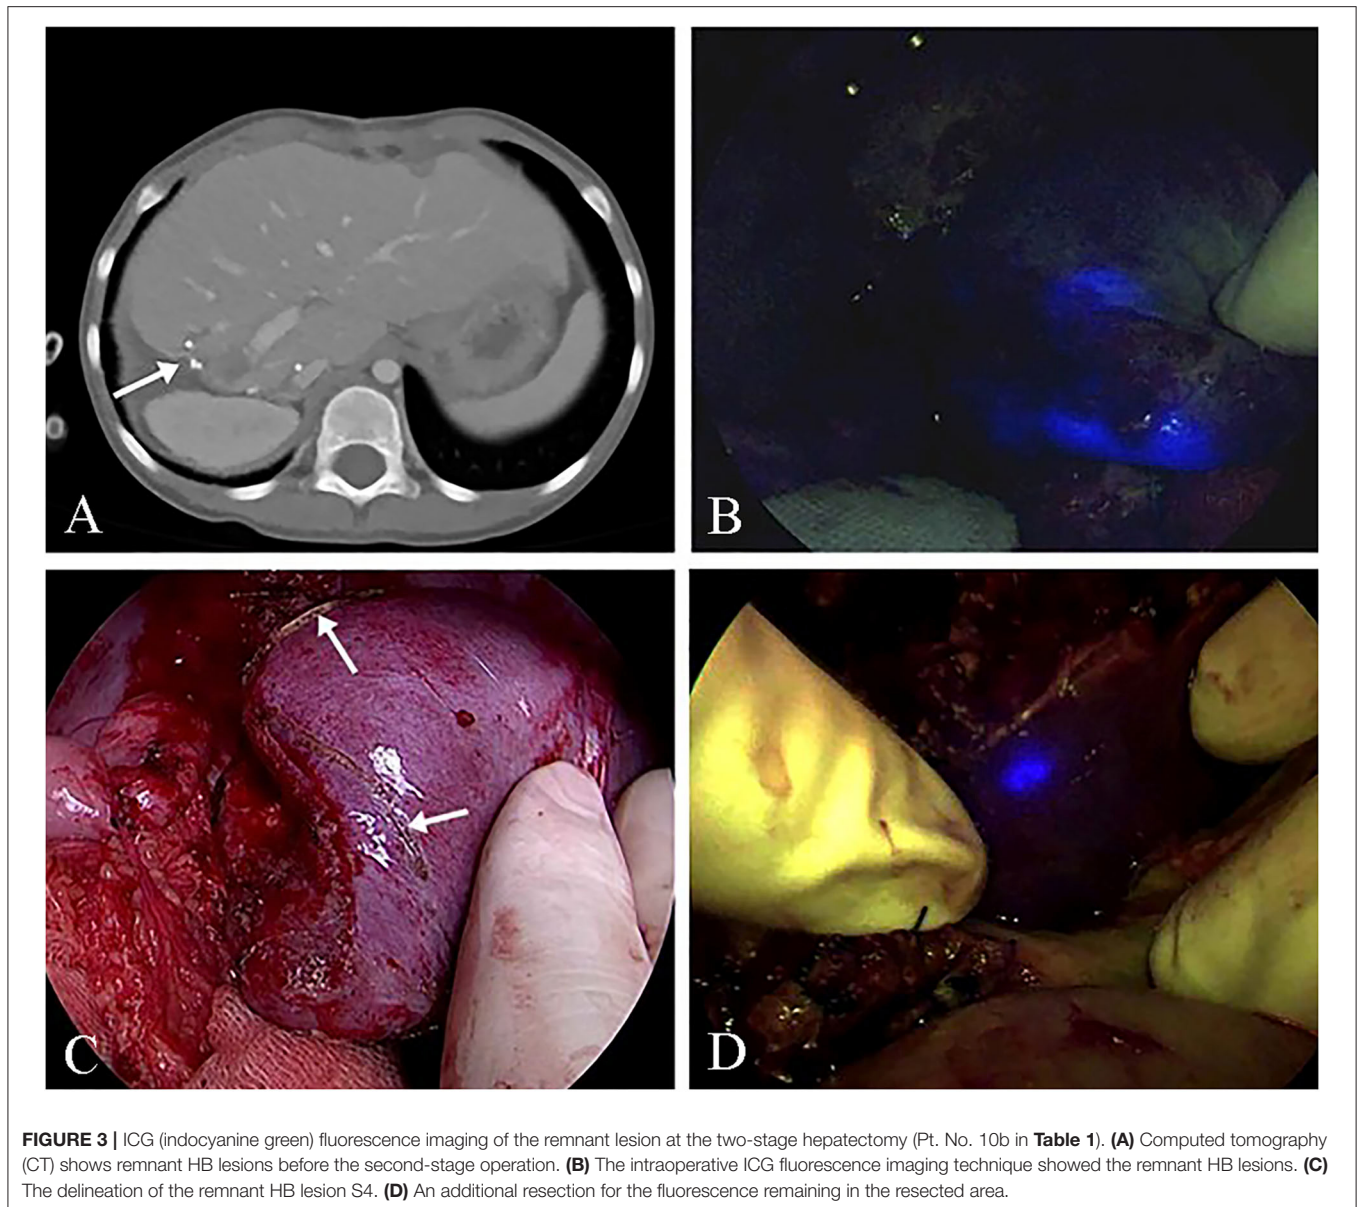 A
B
C
D
FIGURE 3 | ICG (indocyanine green) fluorescence imaging of the remnant lesion at the two-stage hepatectomy (Pt. No. 10b in Table 1). (A) Computed tomography
(CT) shows remnant HB lesions before the second-stage operation. (B) The intraoperative ICG fluorescence imaging technique showed the remnant HB lesions. (C)
The delineation of the remnant HB lesion S4. (D) An additional resection for the fluorescence remaining in the resected area.